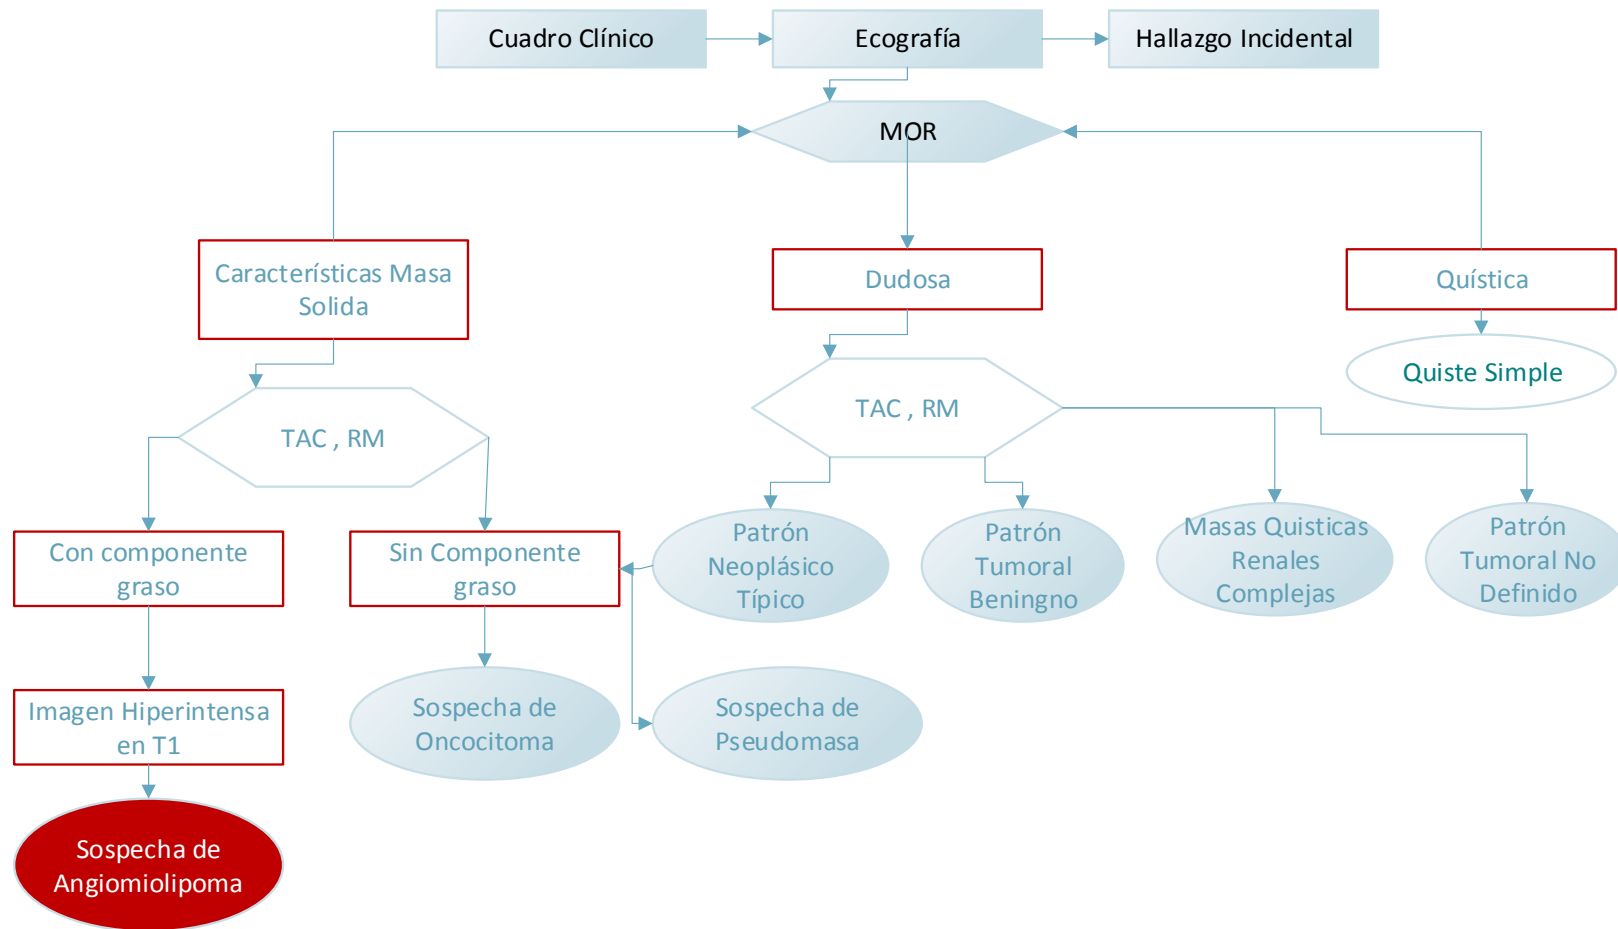 Cuadro Clínico
Ecografía
Hallazgo Incidental
MOR
Características Masa
Solida
Dudosa
Quística
Quiste Simple
TAC , RM
TAC , RM
Con componente
graso
Sin Componente
graso
Patrón
Neoplásico
Típico
Patrón
Tumoral
Beningno
Masas Quisticas
Renales
Complejas
Patrón
Tumoral No
Definido
Imagen Hiperintensa
en T1
Sospecha de
Oncocitoma
Sospecha de
Pseudomasa
Sospecha de
Angiomiolipoma